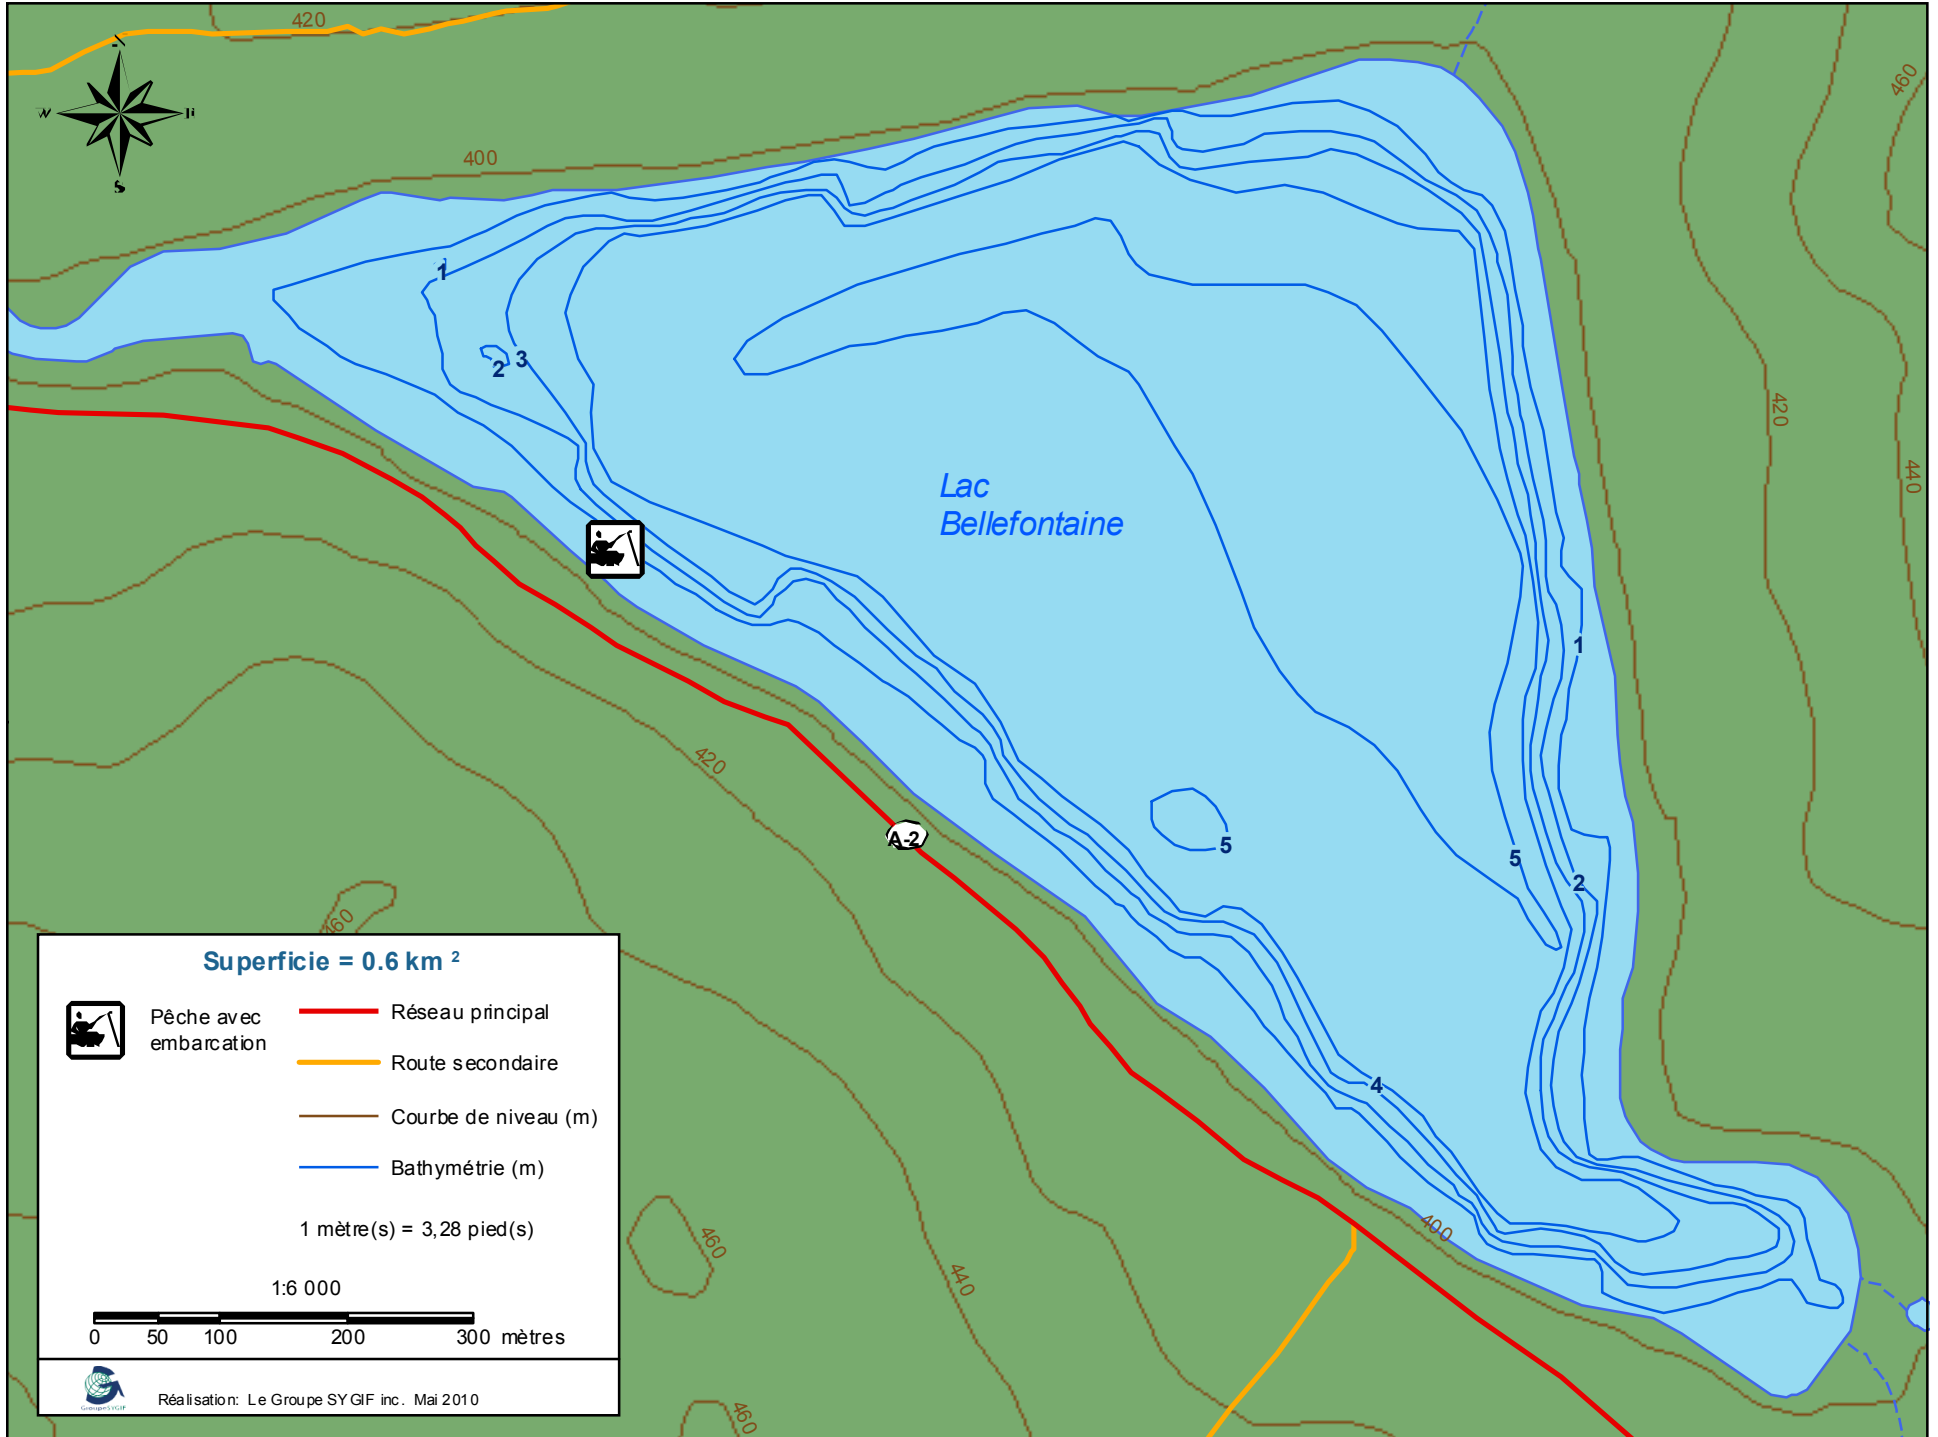 420
460
W
S
400
1
3
2
420
440
Lac
Bellefontaine
1
420
A-2
5
5
2
460
4
400
460
440
460
Superficie = 0.6 km ²
Pêche avec
embarcation
Réseau principal
Route secondaire
Courbe de niveau (m)
Bathymétrie (m)
1 mètre(s) = 3,28 pied(s)
1:6 000
0 50 100 200 300 mètres
GroupeSYGIF
Réalisation: Le Groupe SYGIF inc. Mai 2010